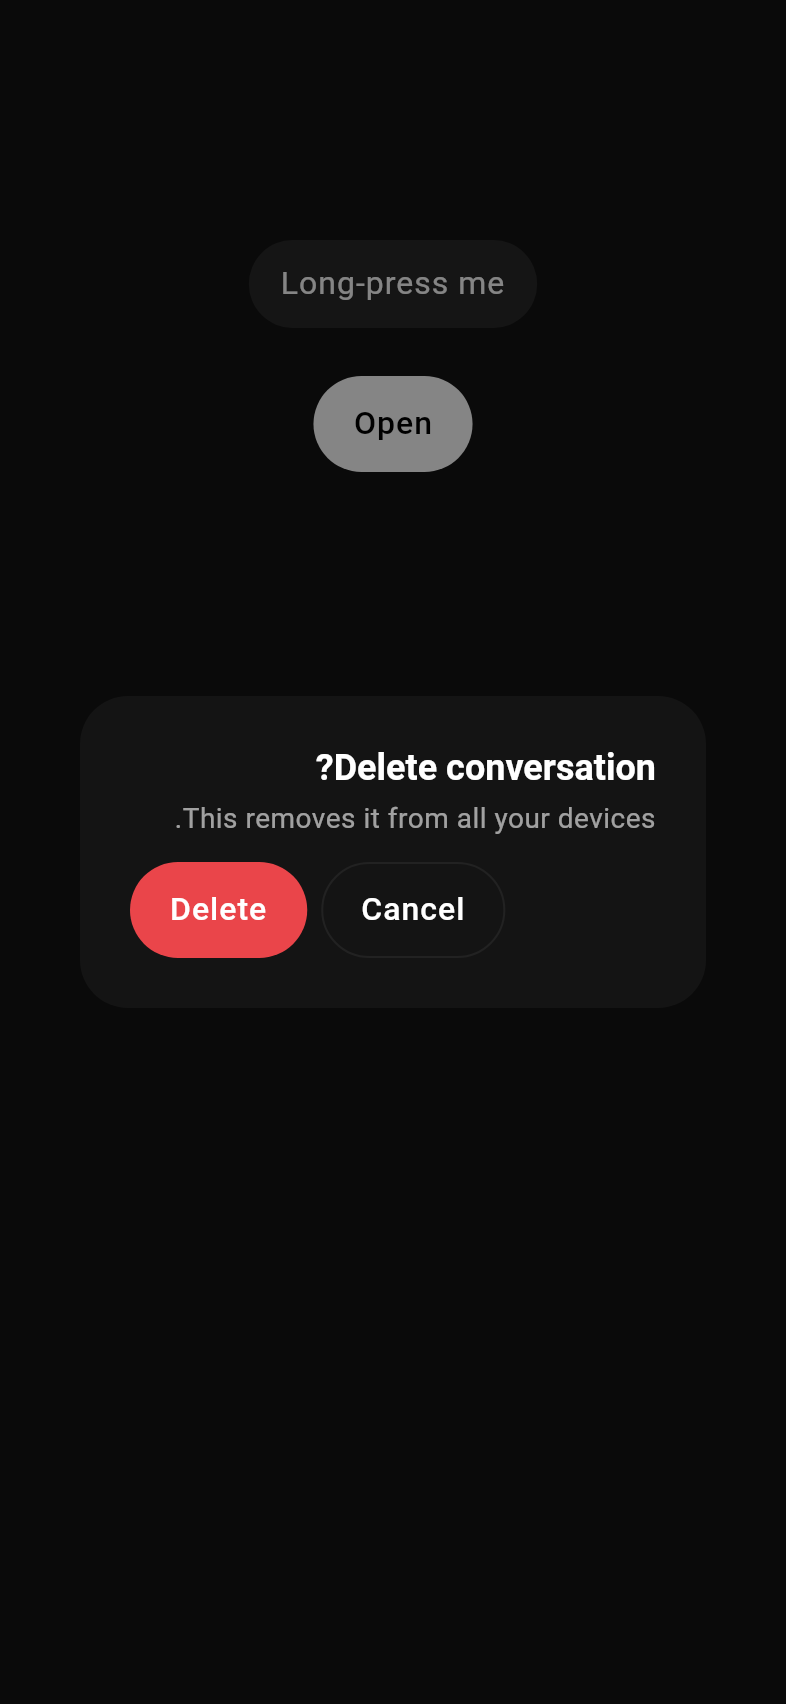 Long-press me
Open
?Delete conversation
.This removes it from all your devices
Delete
Cancel